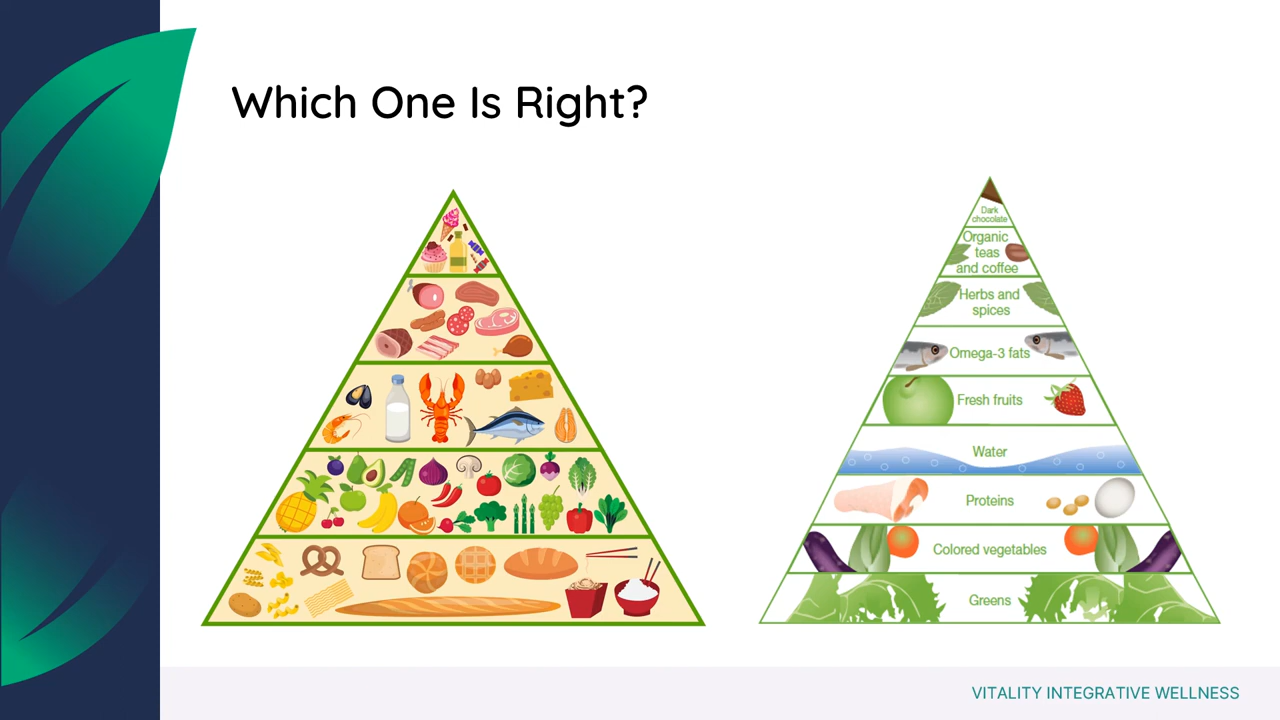 Which One Is Right?
Dark
chocolate
Organic
teas
and coffee
Herbs and
spices
Omega-3 fats
Fresh fruits
Water
Proteins
Colored vegetables
Greens
VITALITY INTEGRATIVE WELLNESS